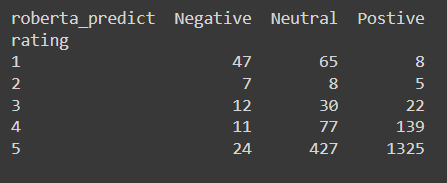 roberta_predict Negative Neutral Postive
rating
1 47 65 8
2 7 8 5
3 12 30 22
4 11 77 139
5 24 427 1325